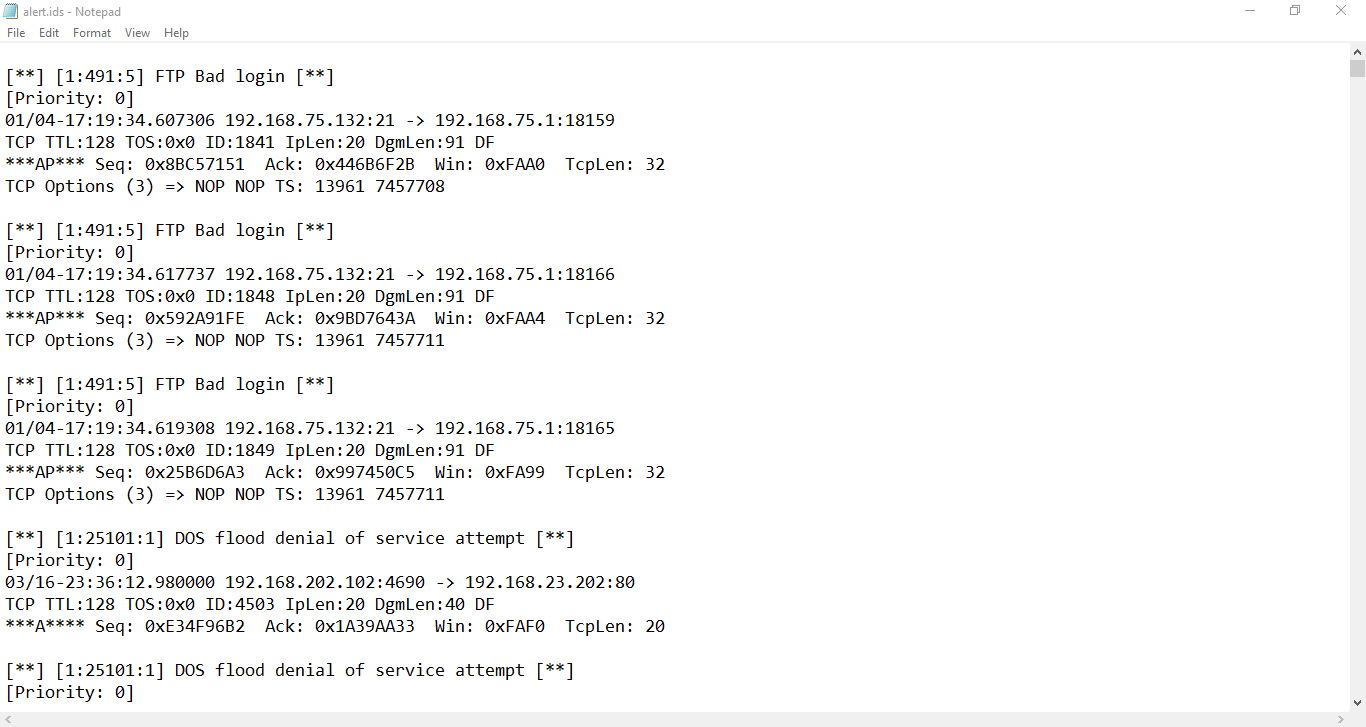 alert.ids - Notepad
File Edit Format View Help
[**] [1:491:5] FTP Bad login [**]
[Priority: 0]
01/04-17:19:34.607306 192.168.75.132:21 -> 192.168.75.1:18159
TCP TTL:128 TOS:0x0 ID:1841 IpLen:20 DgmLen:91 DF
***AP*** Seq: 0x8BC57151  Ack: 0x446B6F2B  Win: 0xFAA0  TcpLen: 32
TCP Options (3) => NOP NOP TS: 13961 7457708
[**] [1:491:5] FTP Bad login [**]
[Priority: 0]
01/04-17:19:34.617737 192.168.75.132:21 -> 192.168.75.1:18166
TCP TTL:128 TOS:0x0 ID:1848 IpLen:20 DgmLen:91 DF
***AP*** Seq: 0x592A91FE  Ack: 0x9BD7643A  Win: 0xFAA4  TcpLen: 32
TCP Options (3) => NOP NOP TS: 13961 7457711
[**] [1:491:5] FTP Bad login [**]
[Priority: 0]
01/04-17:19:34.619308 192.168.75.132:21 -> 192.168.75.1:18165
TCP TTL:128 TOS:0x0 ID:1849 IpLen:20 DgmLen:91 DF
***AP*** Seq: 0x25B6D6A3  Ack: 0x997450C5  Win: 0xFA99  TcpLen: 32
TCP Options (3) => NOP NOP TS: 13961 7457711
[**] [1:25101:1] DOS flood denial of service attempt [**]
[Priority: 0]
03/16-23:36:12.980000 192.168.202.102:4690 -> 192.168.23.202:80
TCP TTL:128 TOS:0x0 ID:4503 IpLen:20 DgmLen:40 DF
***A**** Seq: 0xE34F96B2  Ack: 0x1A39AA33  Win: 0xFAF0  TcpLen: 20
[**] [1:25101:1] DOS flood denial of service attempt [**]
[Priority: 0]